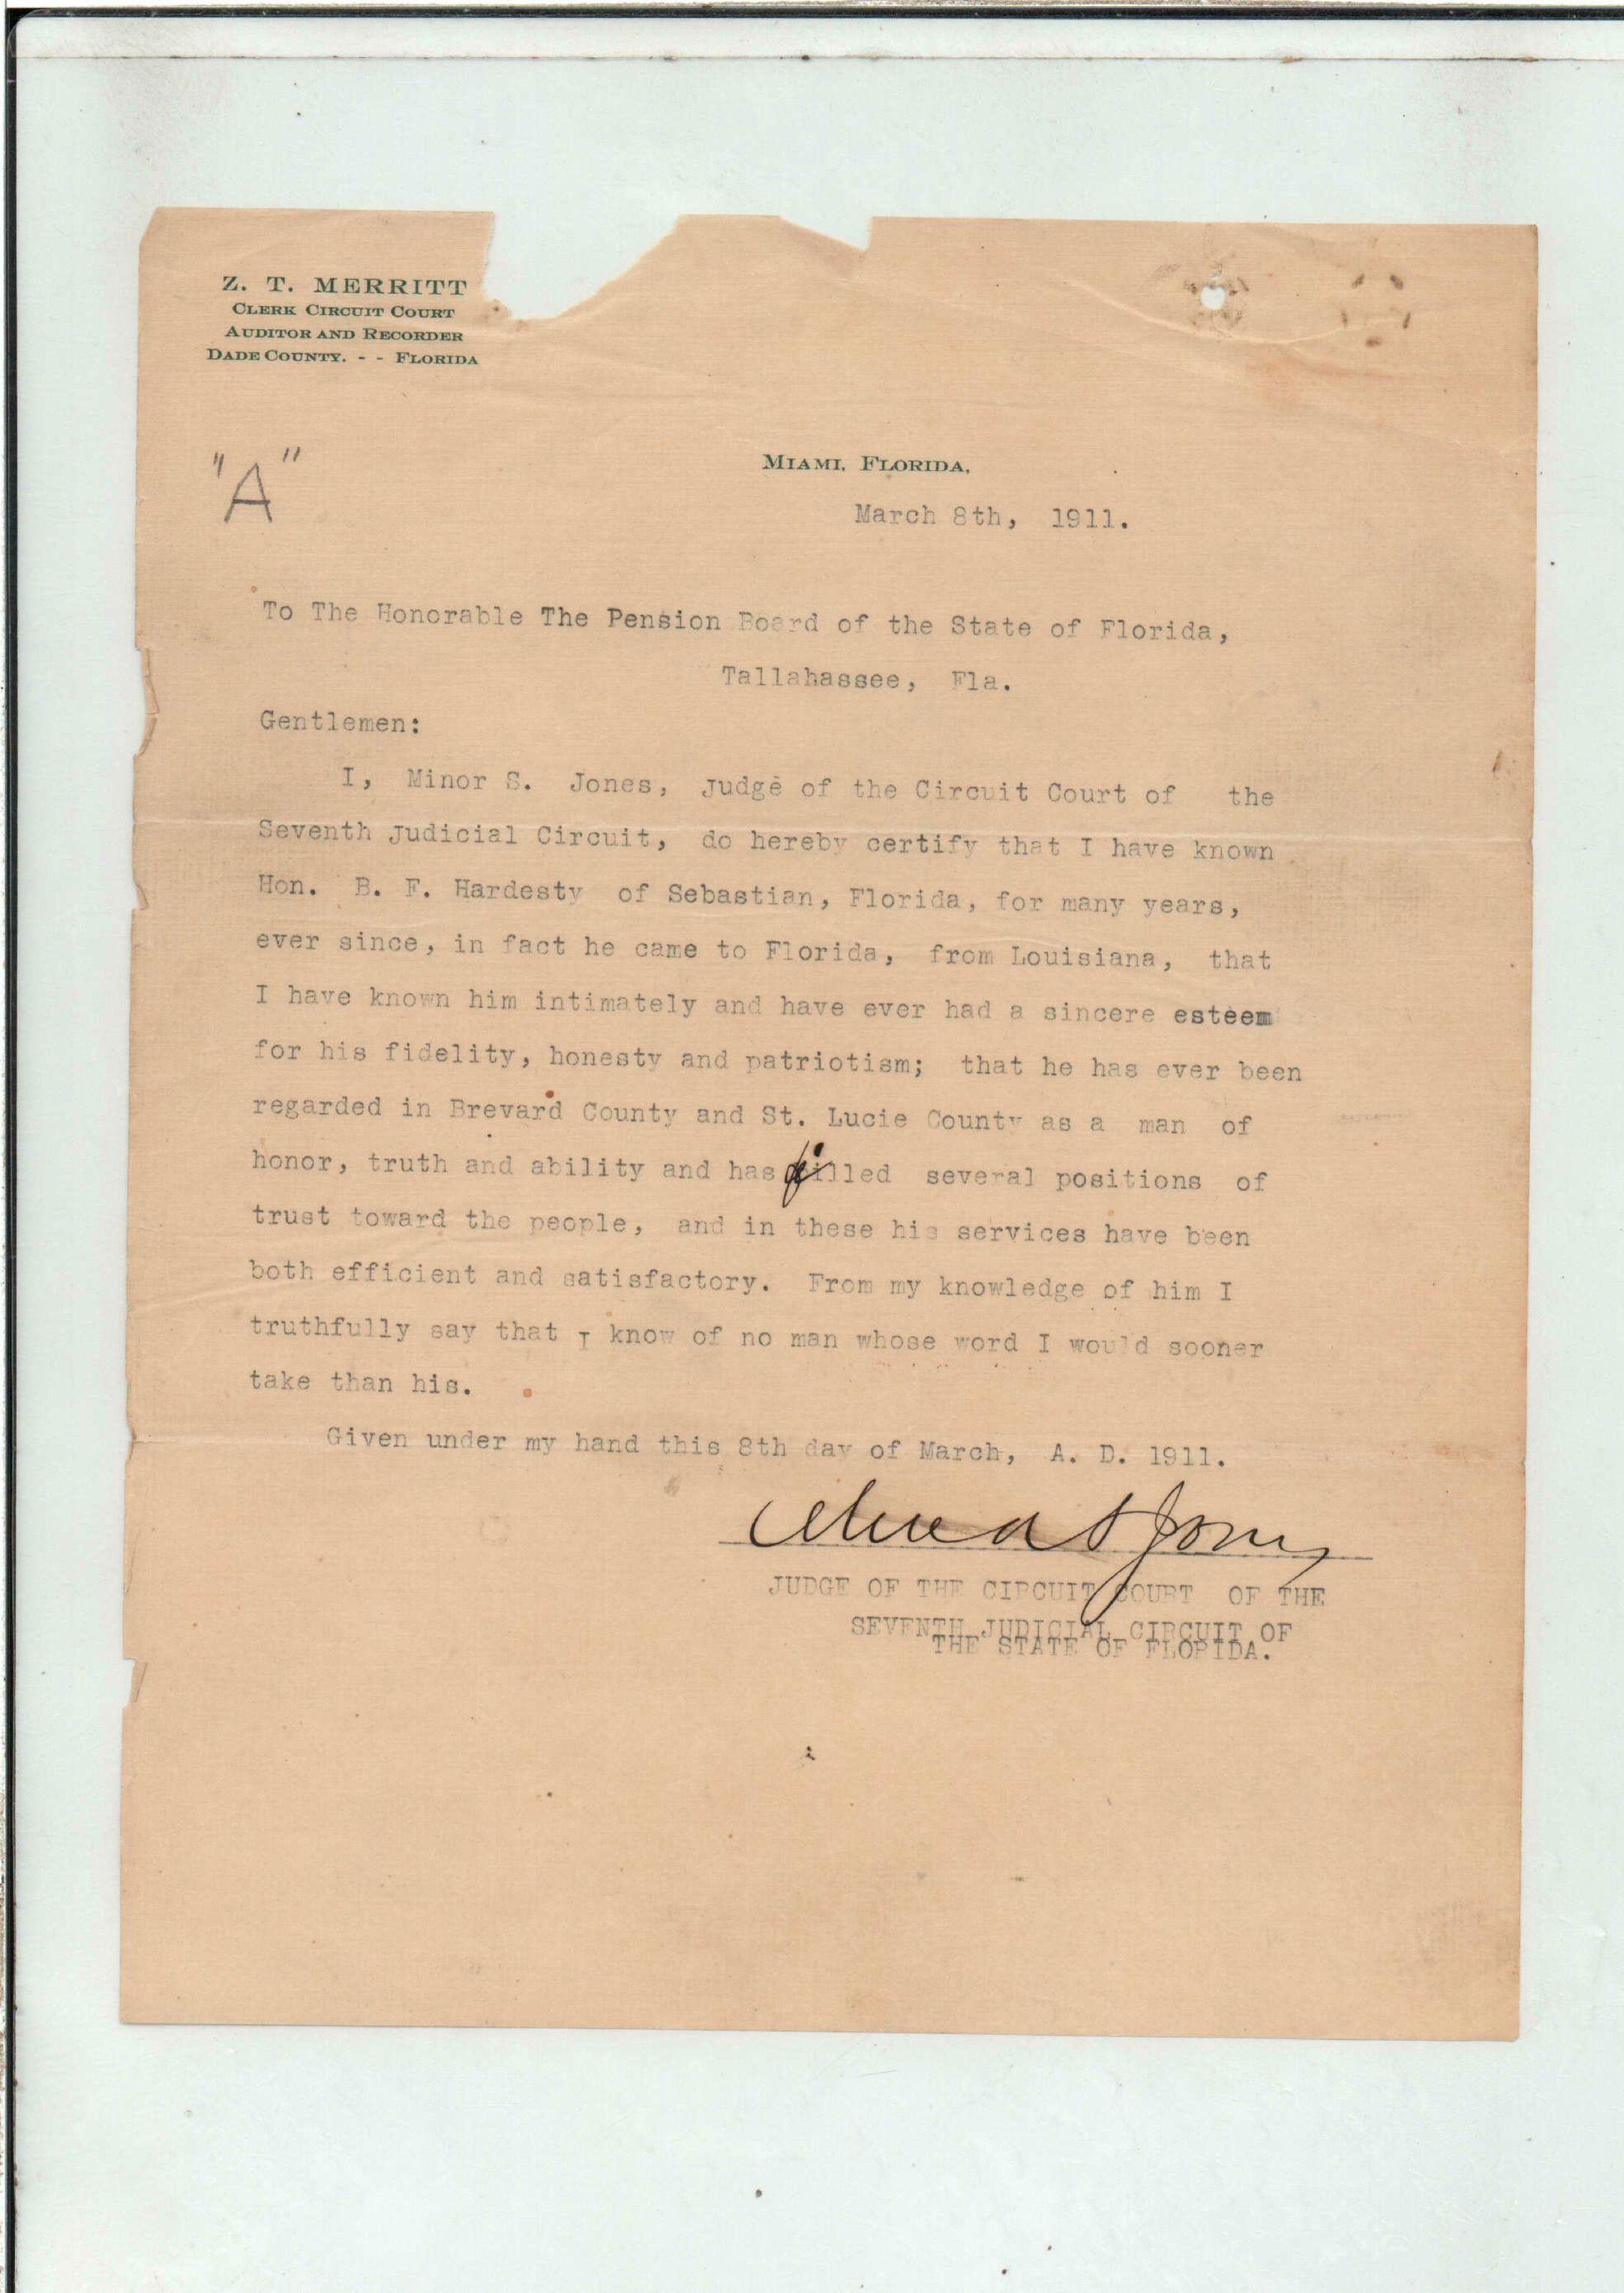 Z. T. MERRITT
CLERK CIRCUIT COURT
AUDITOR AND RECORDER
DADE COUNTY. - - FLORIDA
"A"
MIAMI, FLORIDA,
March 8th, 1911.
To The Honorable The Pension Board of the State of Florida,
Tallahassee, Fla.
Gentlemen:
I, Minor S. Jones, Judge of the Circuit Court of the
Seventh Judicial Circuit, do hereby certify that I have known
Hon. B. F. Hardesty of Sebastian, Florida, for many years,
ever since, in fact he came to Florida, from Louisiana, that
I have known him intimately and have ever had a sincere esteem
for his fidelity, honesty and patriotism; that he has ever been
regarded in Brevard County and St. Lucie County as a man of
honor, truth and ability and has filled several positions of
trust toward the people, and in these his services have been
both efficient and satisfactory. From my knowledge of him I
truthfully say that I know of no man whose word I would sooner
take than his.
Given under my hand this 8th day of March, A. D. 1911.
Minor S Jones
JUDGE OF THE CIRCUIT COURT OF THE
SEVENTH JUDICIAL CIRCUIT OF
THE STATE OF FLORIDA.